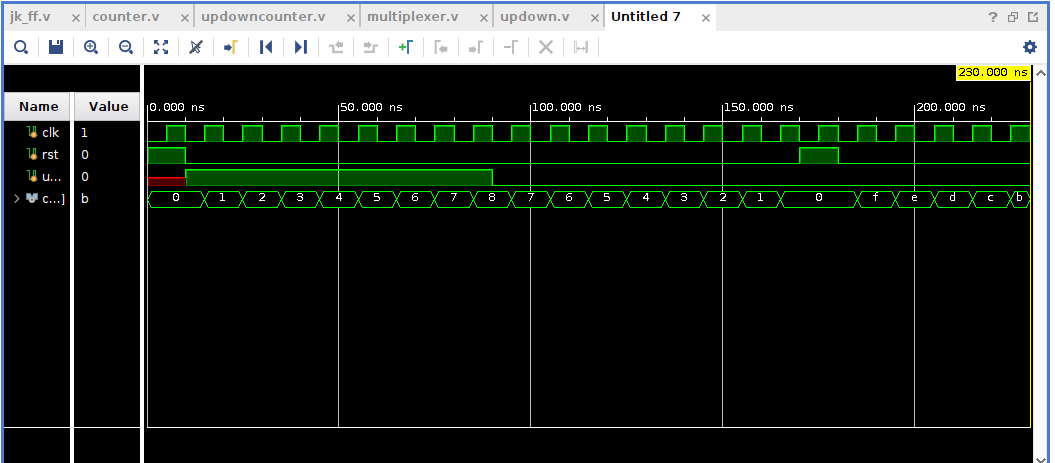 jk_ff.v × counter.v × updowncounter.v × multiplexer.v × updown.v × Untitled 7 × ?
230.000 ns
Name Value 0.000 ns 50.000 ns 100.000 ns 150.000 ns 200.000 ns
clk 1
rst 0
u... 0
c...] b 0 1 2 3 4 5 6 7 8 7 6 5 4 3 2 1 0 f e d c b